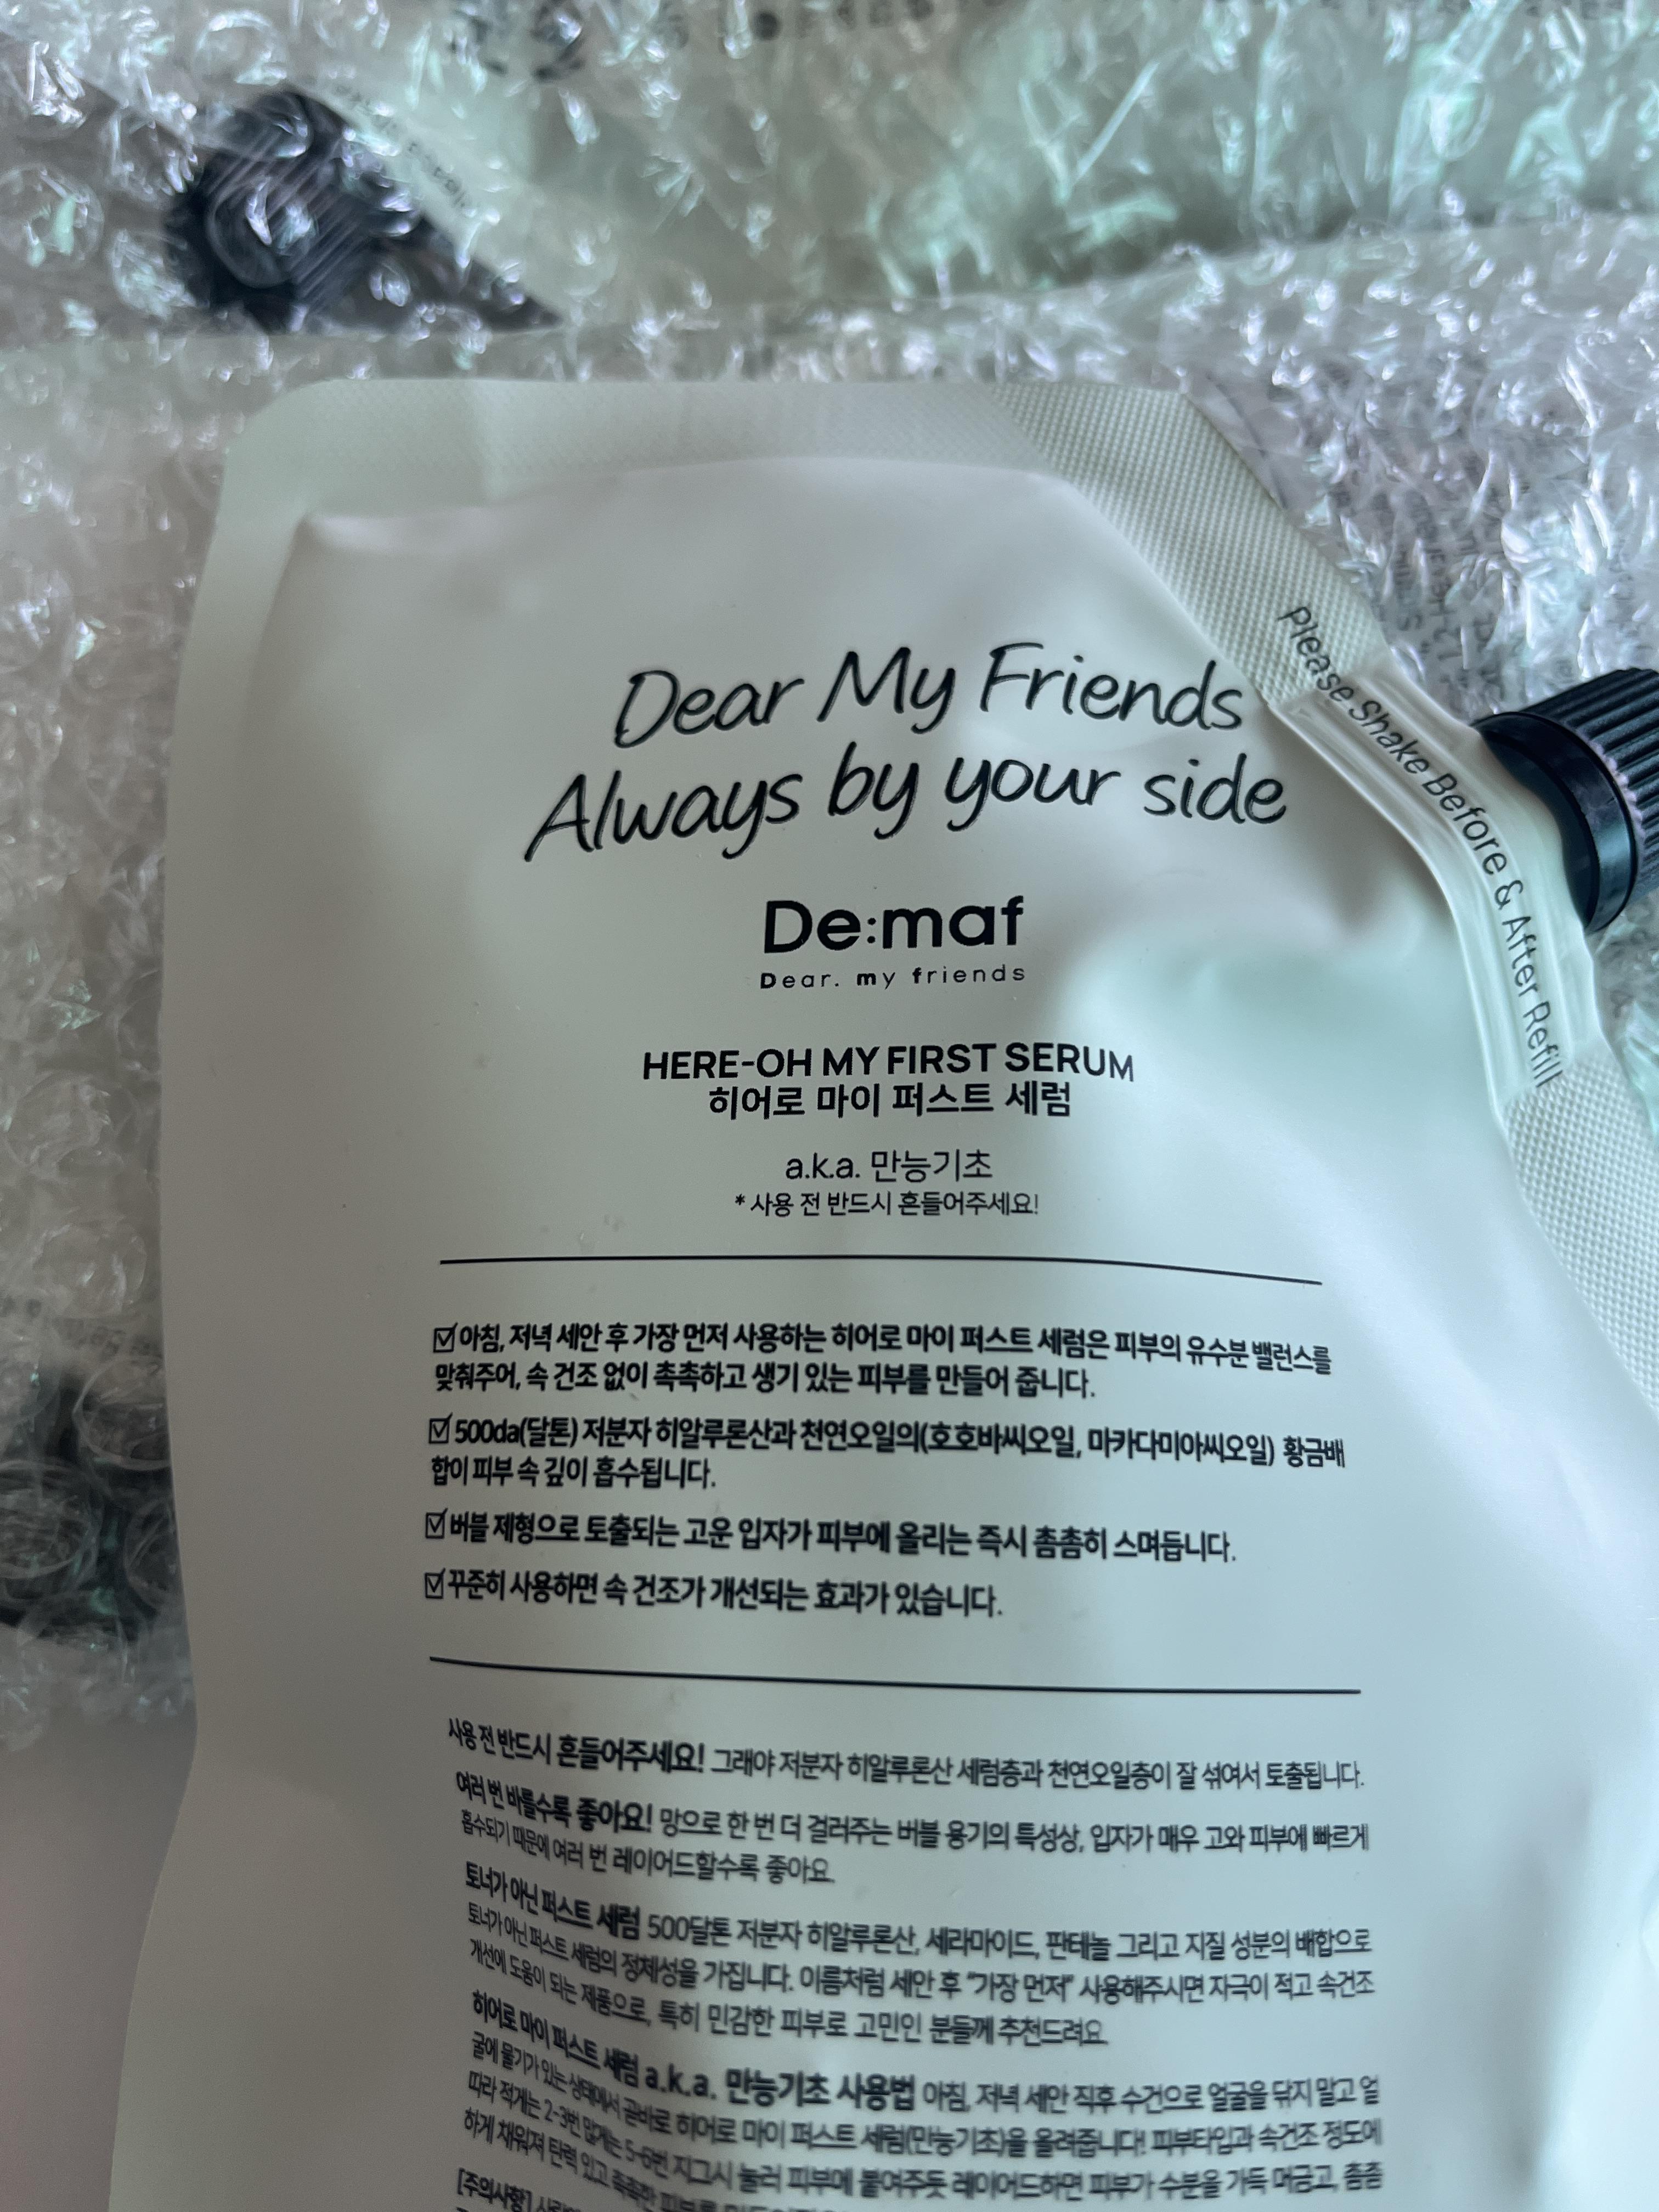 Dear My Friends
Always by your side
De:maf
Dear. my friends
HERE-OH MY FIRST SERUM
히어로 마이 퍼스트 세럼
a.k.a. 만능기초
* 사용 전 반드시 흔들어주세요!
Please Shake Before & After Refill
☑ 아침, 저녁 세안 후 가장 먼저 사용하는 히어로 마이 퍼스트 세럼은 피부의 유수분 밸런스를
맞춰주어, 속 건조 없이 촉촉하고 생기 있는 피부를 만들어 줍니다.
☑ 500da(달톤) 저분자 히알루론산과 천연오일의(호호바씨오일, 마카다미아씨오일) 황금배
합이 피부 속 깊이 흡수됩니다.
☑ 버블 제형으로 토출되는 고운 입자가 피부에 올리는 즉시 촘촘히 스며듭니다.
☑ 꾸준히 사용하면 속 건조가 개선되는 효과가 있습니다.
사용 전 반드시 흔들어주세요! 그래야 저분자 히알루론산 세럼층과 천연오일층이 잘 섞여서 토출됩니다.
여러 번 바를수록 좋아요! 망으로 한 번 더 걸러주는 버블 용기의 특성상, 입자가 매우 고와 피부에 빠르게
흡수되기 때문에 여러 번 레이어드할수록 좋아요.
토너가 아닌 퍼스트 세럼 500달톤 저분자 히알루론산, 세라마이드, 판테놀 그리고 지질 성분의 배합으로
토너가 아닌 퍼스트 세럼의 정체성을 가집니다. 이름처럼 세안 후 "가장 먼저" 사용해주시면 자극이 적고 속건조
개선에 도움이 되는 제품으로, 특히 민감한 피부로 고민인 분들께 추천드려요.
히어로 마이 퍼스트 세럼 a.k.a. 만능기초 사용법 아침, 저녁 세안 직후 수건으로 얼굴을 닦지 말고 얼
굴에 물기가 있는 상태에서 곧바로 히어로 마이 퍼스트 세럼(만능기초)을 올려줍니다! 피부타입과 속건조 정도에
따라 적게는 2-3번 많게는 5-6번 지그시 눌러 피부에 붙여주듯 레이어드하면 피부가 수분을 가득 머금고, 촘촘
하게 채워져 탄력 있고 촉촉한 피부를
[주의사항]